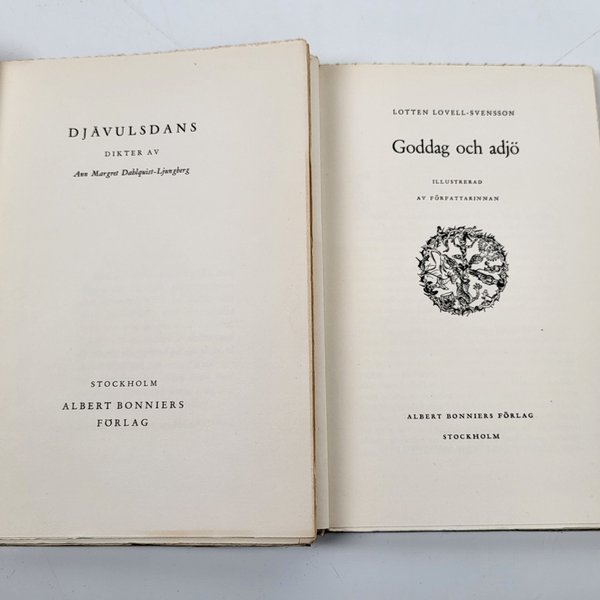 DJÄVULSDANS
DIKTER AV
Ann Margret Dahlquist-Ljungberg
STOCKHOLM
ALBERT BONNIERS
FÖRLAG
LOTTEN LOVELL-SVENSSON
Goddag och adjö
ILLUSTRERAD
AV FÖRFATTARINNAN
ALBERT BONNIERS FÖRLAG
STOCKHOLM